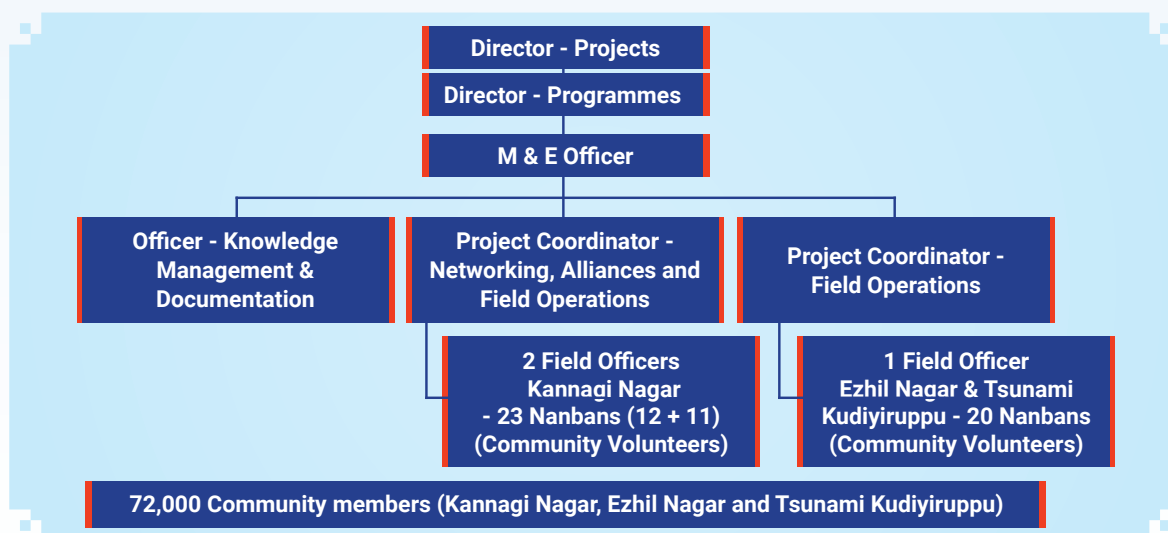 Director - Projects
Director - Programmes
M & E Officer
Officer - Knowledge
Management &
Documentation
Project Coordinator -
Networking, Alliances and
Field Operations
Project Coordinator -
Field Operations
2 Field Officers
Kannagi Nagar
- 23 Nanbans (12 + 11)
(Community Volunteers)
1 Field Officer
Ezhil Nagar & Tsunami
Kudiyiruppu - 20 Nanbans
(Community Volunteers)
72,000 Community members (Kannagi Nagar, Ezhil Nagar and Tsunami Kudiyiruppu)